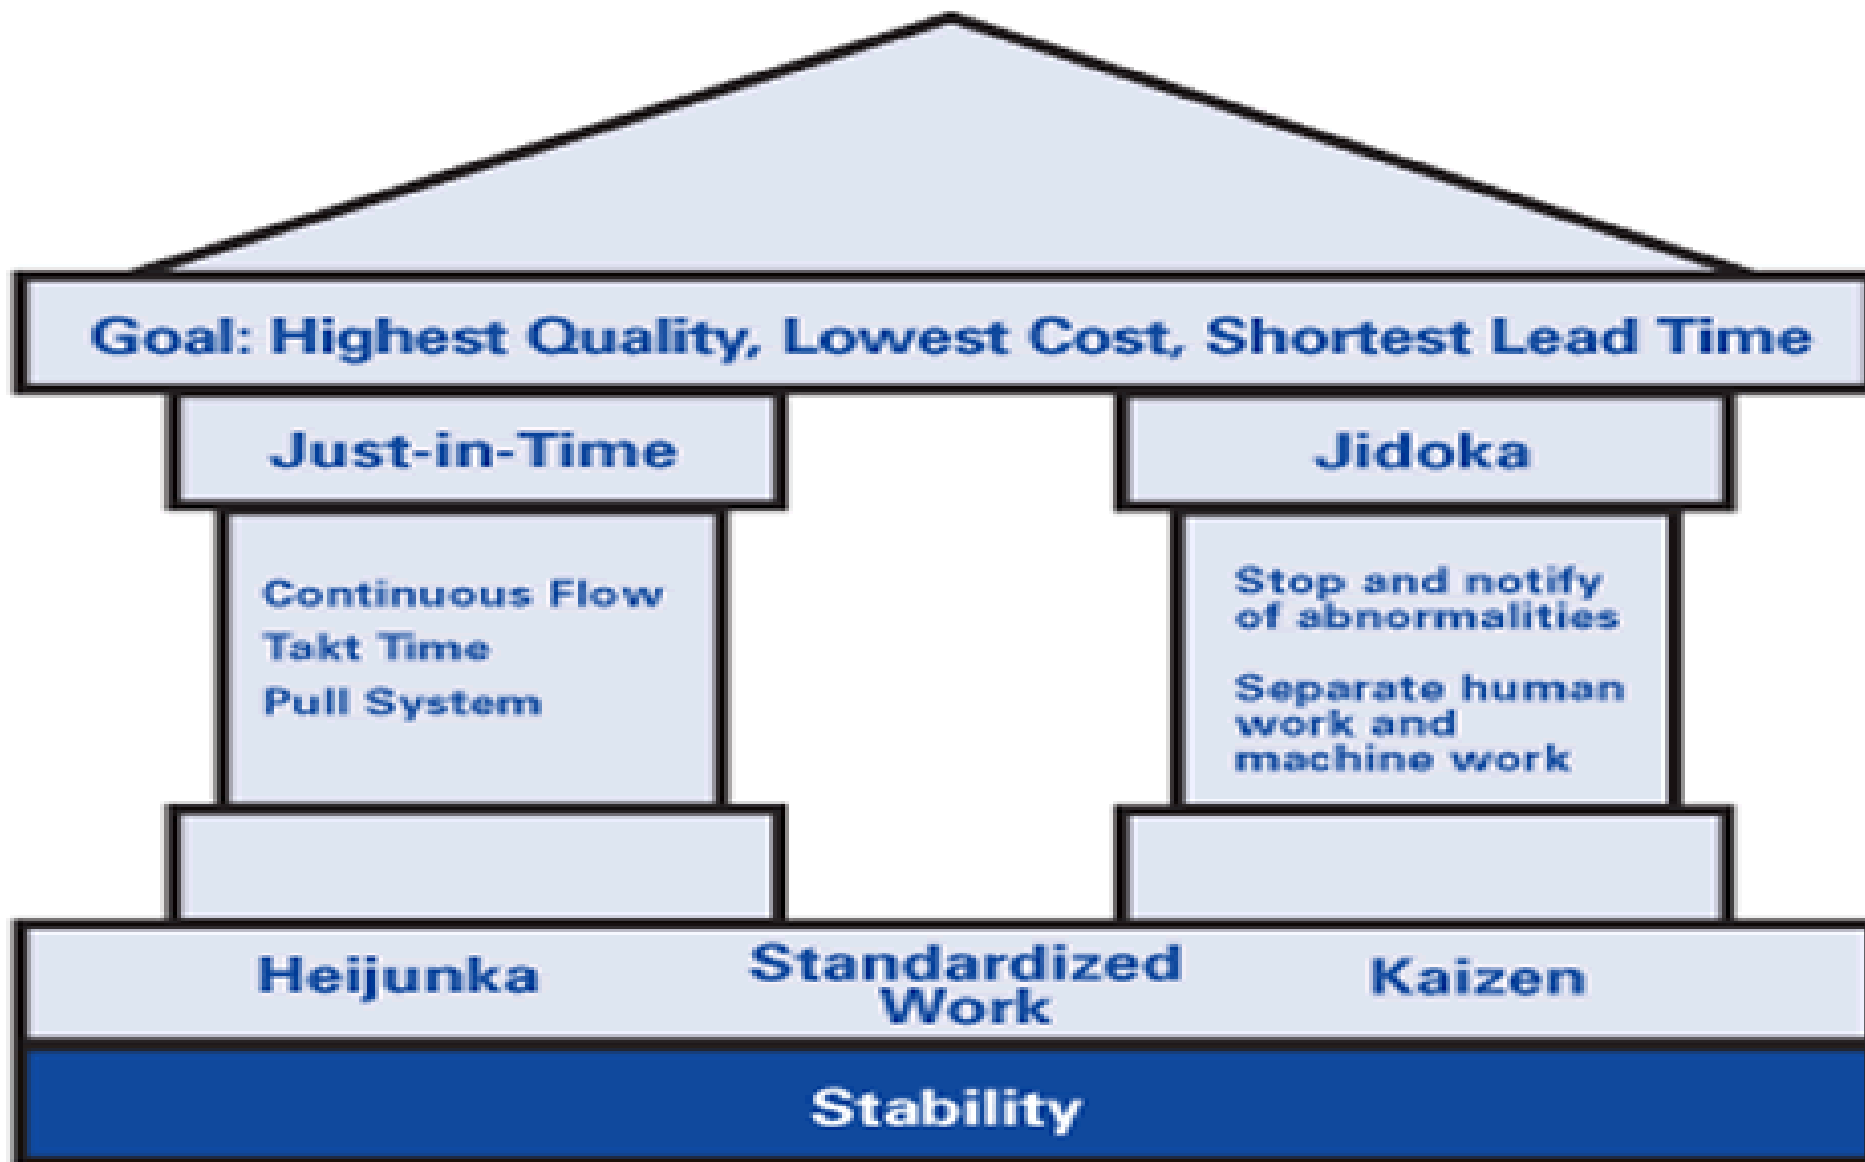 Goal: Highest Quality, Lowest Cost, Shortest Lead Time
Just-in-Time
Continuous Flow
Takt Time
Pull System
Jidoka
Stop and notify
of abnormalities
Separate human
work and
machine work
Heijunka
Standardized
Work
Kaizen
Stability